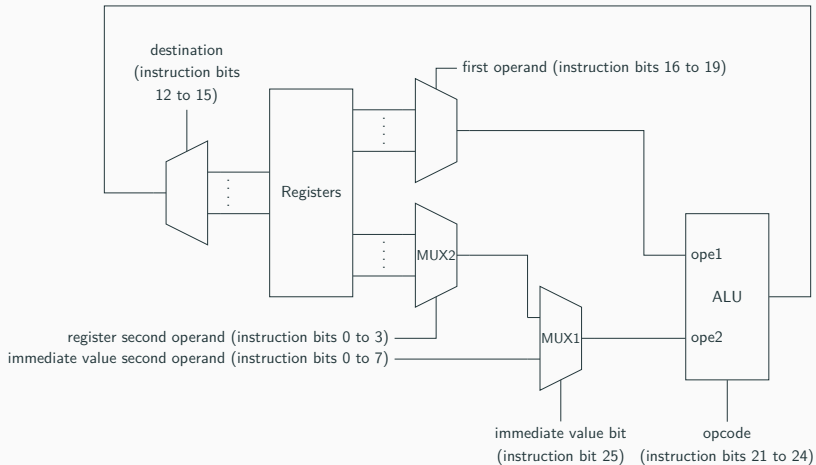 destination
(instruction bits
12 to 15)
first operand (instruction bits 16 to 19)
Registers
MUX2
ope1
ALU
register second operand (instruction bits 0 to 3)
MUX1
ope2
immediate value second operand (instruction bits 0 to 7)
immediate value bit
(instruction bit 25)
opcode
(instruction bits 21 to 24)